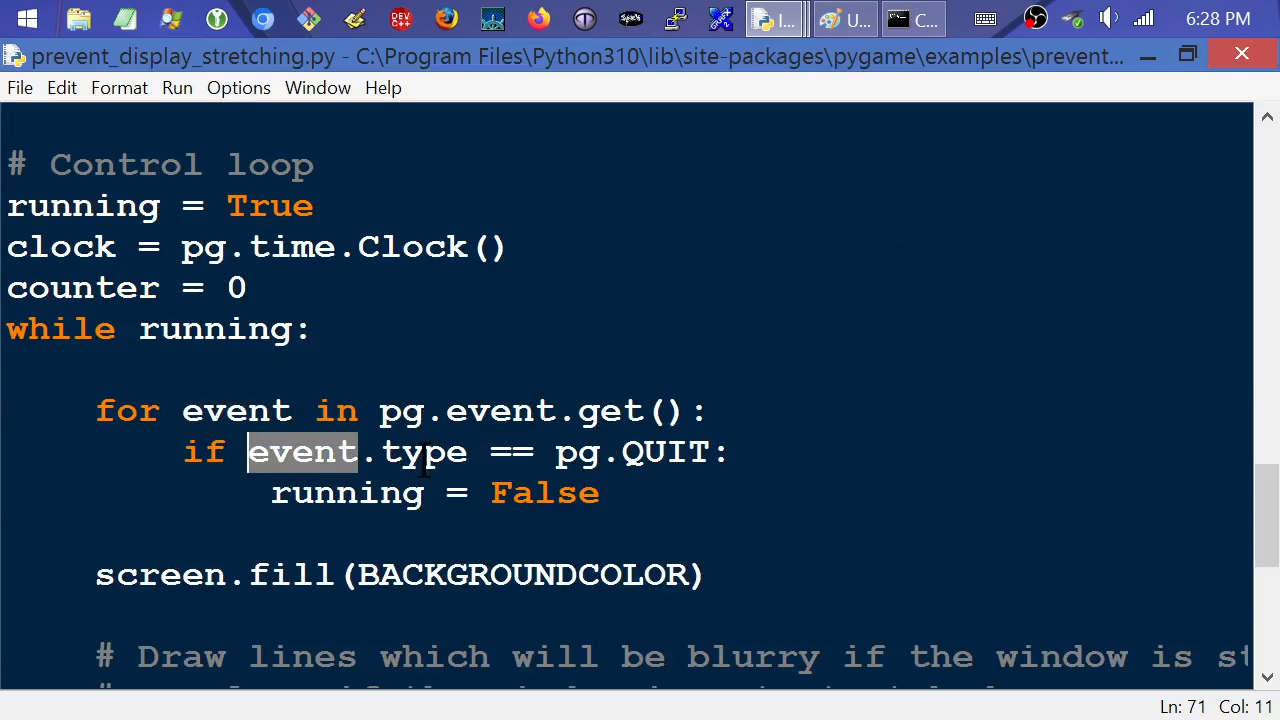 DEV
C++
Spek
I...
U...
C...
6:28 PM
prevent_display_stretching.py - C:\Program Files\Python310\lib\site-packages\pygame\examples\prevent...
File Edit Format Run Options Window Help
# Control loop
running = True
clock = pg.time.Clock()
counter = 0
while running:
for event in pg.event.get():
if event.type == pg.QUIT:
running = False
screen.fill(BACKGROUNDCOLOR)
# Draw lines which will be blurry if the window is st
Ln: 71 Col: 11